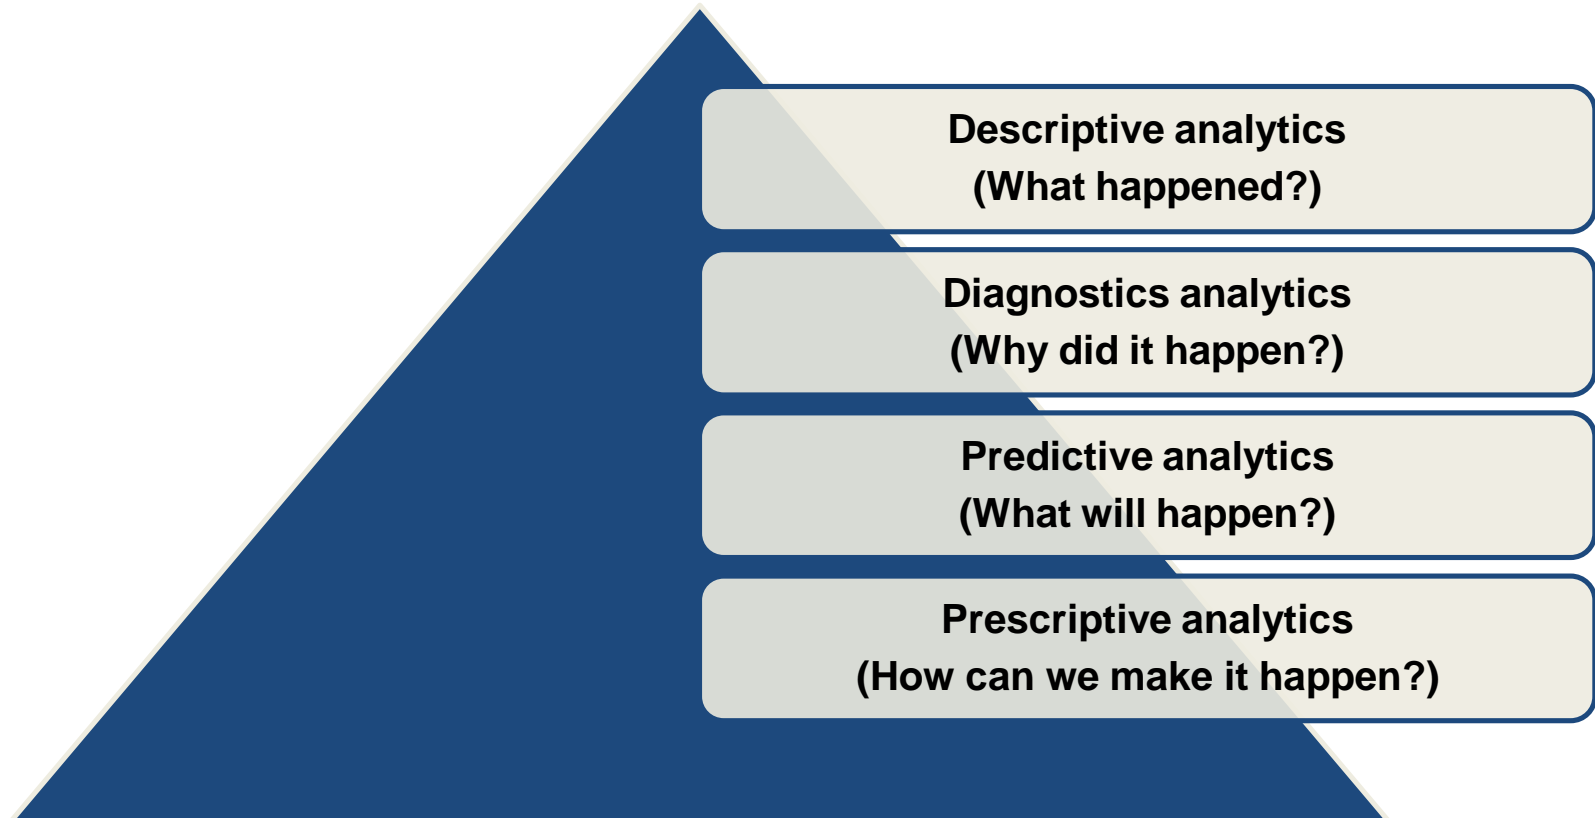 Descriptive analytics
(What happened?)
Diagnostics analytics
(Why did it happen?)
Predictive analytics
(What will happen?)
Prescriptive analytics
(How can we make it happen?)